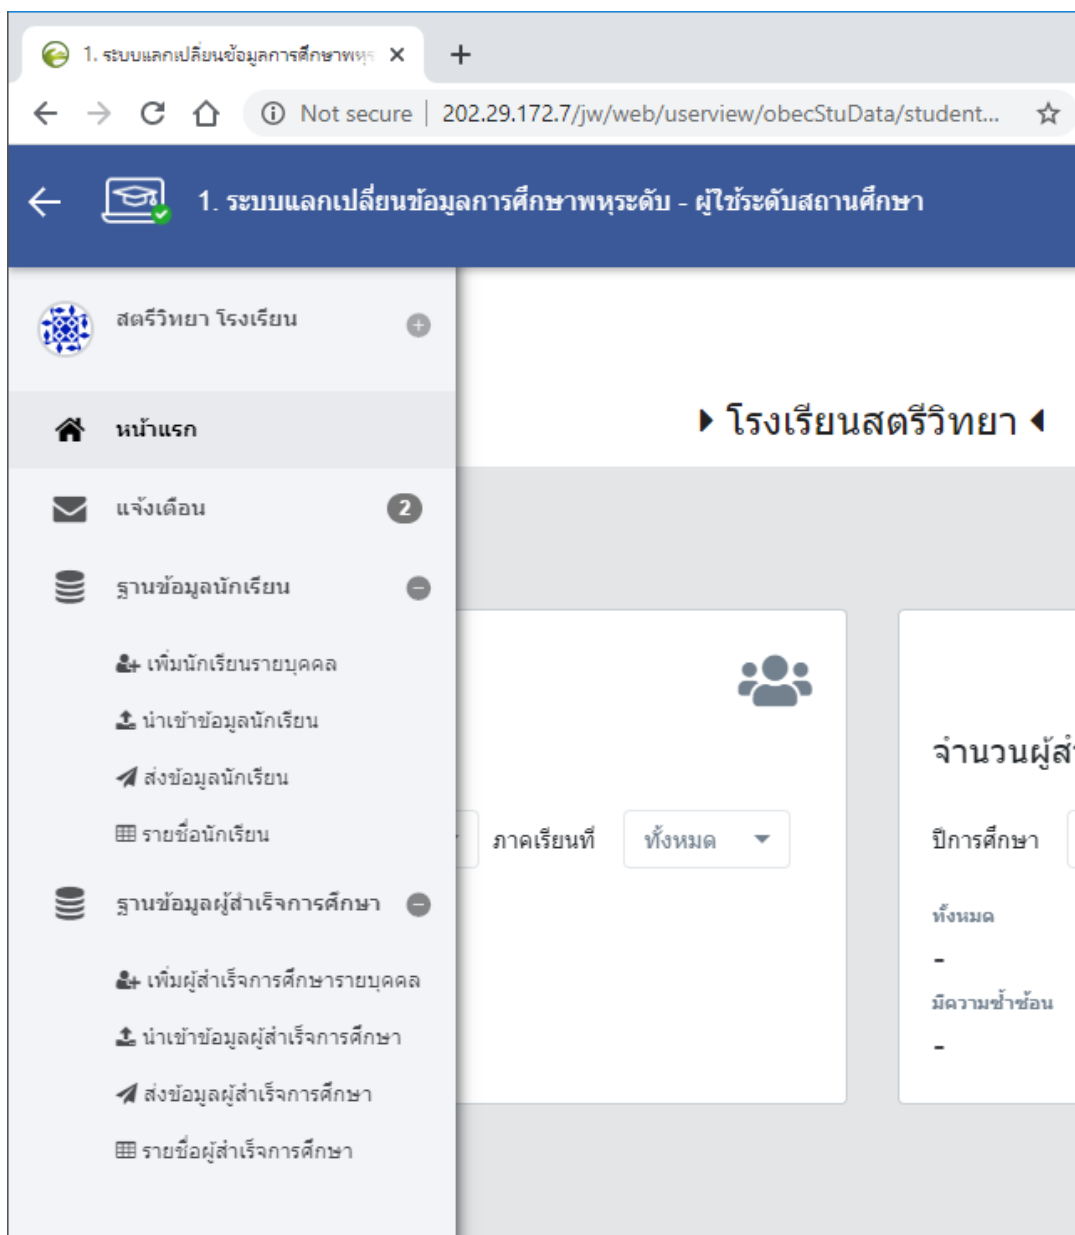 1. ระบบแลกเปลี่ยนข้อมูลการศึกษาพหุร
Not secure | 202.29.172.7/jw/web/userview/obecStuData/student...
1. ระบบแลกเปลี่ยนข้อมูลการศึกษาพหุระดับ - ผู้ใช้ระดับสถานศึกษา
สตรีวิทยา โรงเรียน
หน้าแรก
โรงเรียนสตรีวิทยา
แจ้งเตือน 2
ฐานข้อมูลนักเรียน
เพิ่มนักเรียนรายบุคคล
นำเข้าข้อมูลนักเรียน
ส่งข้อมูลนักเรียน
รายชื่อนักเรียน
ฐานข้อมูลผู้สำเร็จการศึกษา
เพิ่มผู้สำเร็จการศึกษารายบุคคล
นำเข้าข้อมูลผู้สำเร็จการศึกษา
ส่งข้อมูลผู้สำเร็จการศึกษา
รายชื่อผู้สำเร็จการศึกษา
ภาคเรียนที่ ทั้งหมด
จำนวนผู้สำ
ปีการศึกษา
ทั้งหมด
-
มีความซ้ำซ้อน
-